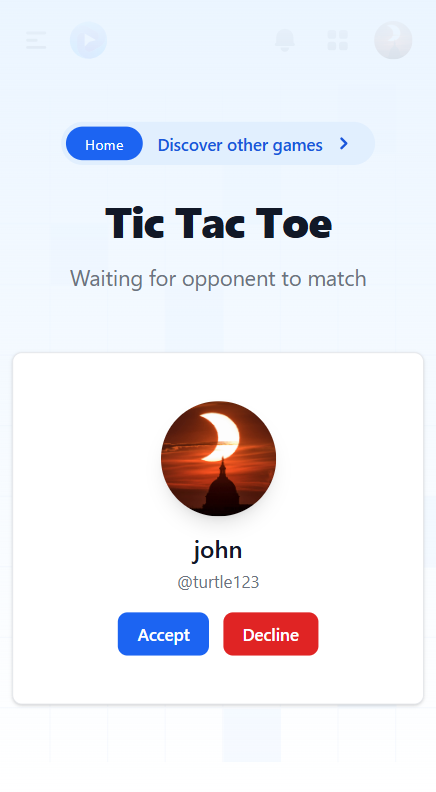 Home Discover other games
Tic Tac Toe
Waiting for opponent to match
john
@turtle123
Accept Decline